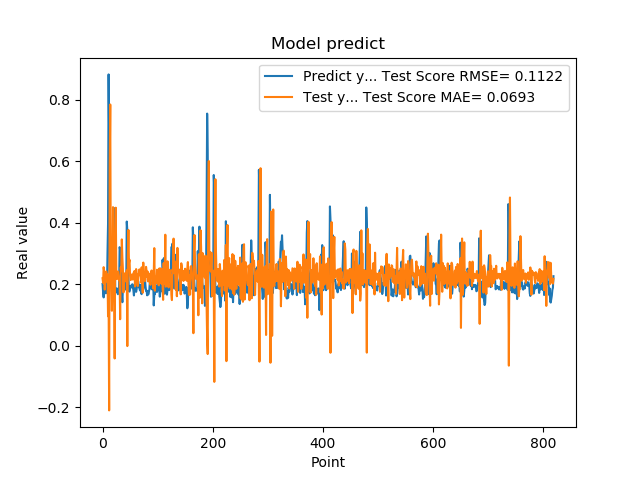 Model predict
Predict y... Test Score RMSE= 0.1122
Test y... Test Score MAE= 0.0693
Real value
0.8
0.6
0.4
0.2
0.0
−0.2
0 200 400 600 800
Point